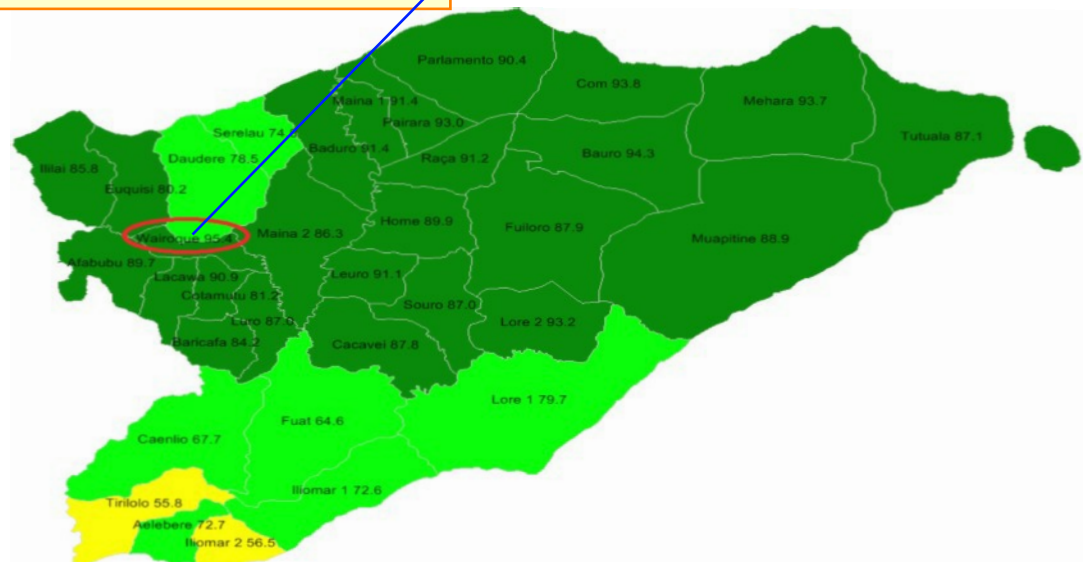 Parlamento 90.4
Com 93.8
Maina 1 91.4
Mehara 93.7
Pairara 93.0
Serelau 74.
Tutuala 87.1
Baduro 91.4
Bauro 94.3
Daudere 78.5
Raça 91.2
Ililai 85.8
Euquisi 80.2
Home 89.9
Fuiloro 87.9
Maina 2 86.3
Wairoque 95.4
Muapitine 88.9
Afabubu 89.7
Leuro 91.1
Lacawa 90.9
Cotamutu 81.2
Souro 87.0
Luro 87.0
Lore 2 93.2
Baricafa 84.2
Cacavei 87.8
Lore 1 79.7
Fuat 64.6
Caenlio 67.7
Iliomar 1 72.6
Tirilolo 55.8
Aelebere 72.7
Iliomar 2 56.5